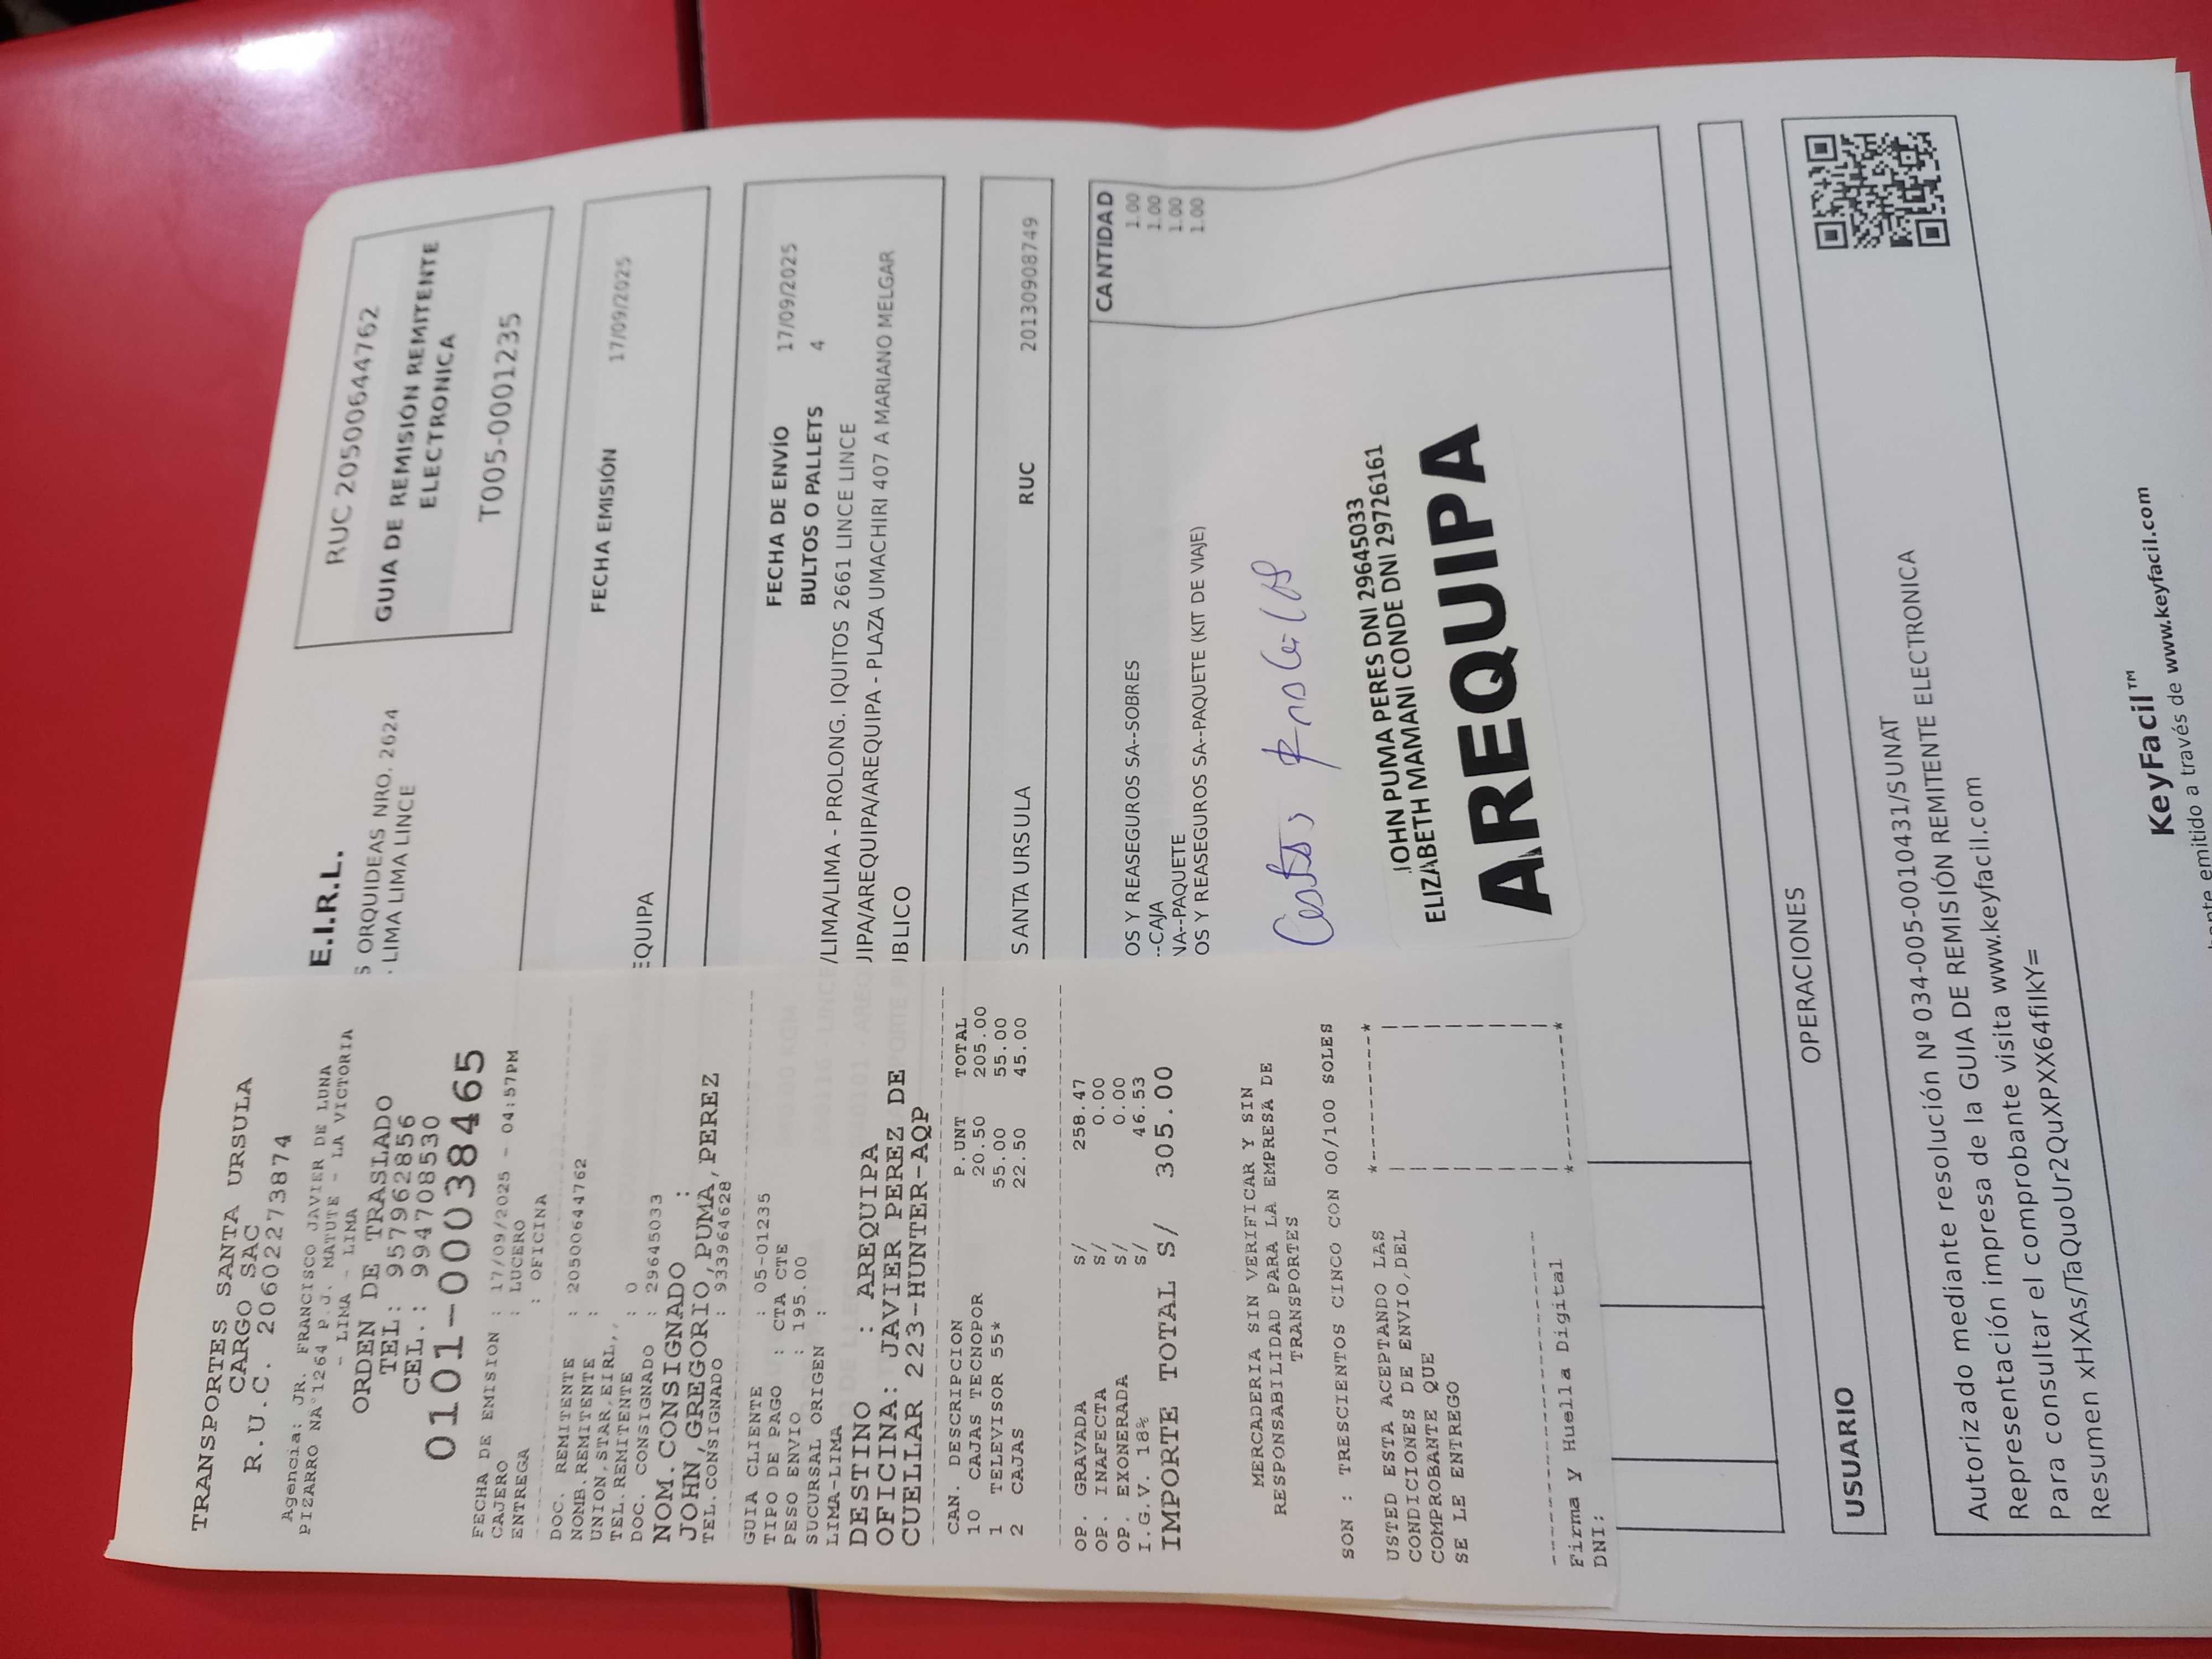 TRANSPORTES SANTA URSULA
CARGO SAC
R.U.C. 20602273874
Agencia: JR. FRANCISCO JAVIER DE LUNA
PIZARRO NA°1264 P.J. MATUTE - LA VICTORIA
- LIMA - LIMA
ORDEN DE TRASLADO
TEL: 957962856
CEL.: 994708530
0101-00038465
FECHA DE EMISION : 17/09/2025 - 04:57PM
CAJERO : LUCERO
ENTREGA : OFICINA
DOC. REMITENTE : 20500644762
NOMB.REMITENTE :
UNION,STAR,EIRL,,
TEL.REMITENTE : 0
DOC. CONSIGNADO : 29645033
NOM.CONSIGNADO :
JOHN,GREGORIO,PUMA,PEREZ
TEL.CONSIGNADO : 933964628
GUIA CLIENTE : 05-01235
TIPO DE PAGO : CTA CTE
PESO ENVIO : 195.00
SUCURSAL ORIGEN :
LIMA-LIMA
DESTINO : AREQUIPA
OFICINA: JAVIER PEREZ DE
CUELLAR 223-HUNTER-AQP
CAN. DESCRIPCION P.UNT TOTAL
10 CAJAS TECNOPOR 20.50 205.00
1 TELEVISOR 55* 55.00 55.00
2 CAJAS 22.50 45.00
OP. GRAVADA S/ 258.47
OP. INAFECTA S/ 0.00
OP. EXONERADA S/ 0.00
I.G.V. 18% S/ 46.53
IMPORTE TOTAL S/ 305.00
MERCADERIA SIN VERIFICAR Y SIN
RESPONSABILIDAD PARA LA EMPRESA DE
TRANSPORTES
SON : TRESCIENTOS CINCO CON 00/100 SOLES
USTED ESTA ACEPTANDO LAS
CONDICIONES DE ENVIO,DEL
COMPROBANTE QUE
SE LE ENTREGO
Firma y Huella Digital
DNI:
E.I.R.L.
S ORQUIDEAS NRO. 2624
- LIMA LIMA LINCE
RUC 20500644762
GUIA DE REMISIÓN REMITENTE
ELECTRONICA
T005-0001235
FECHA EMISIÓN 17/09/2025
EQUIPA
FECHA DE ENVÍO 17/09/2025
BULTOS O PALLETS 4
/LIMA/LIMA - PROLONG. IQUITOS 2661 LINCE LINCE
JIPA/AREQUIPA/AREQUIPA - PLAZA UMACHIRI 407 A MARIANO MELGAR
BLICO
SANTA URSULA RUC 20130908749
CANTIDAD
OS Y REASEGUROS SA--SOBRES 1.00
--CAJA 1.00
NA--PAQUETE 1.00
OS Y REASEGUROS SA--PAQUETE (KIT DE VIAJE) 1.00
JOHN PUMA PERES DNI 29645033
ELIZABETH MAMANI CONDE DNI 29726161
AREQUIPA
OPERACIONES
USUARIO
Autorizado mediante resolución Nº 034-005-0010431/SUNAT
Representación impresa de la GUIA DE REMISIÓN REMITENTE ELECTRONICA
Para consultar el comprobante visita www.keyfacil.com
Resumen xHXAs/TaQuoUr2QuXPXX64fiIkY=
KeyFacil™
ante emitido a través de www.keyfacil.com